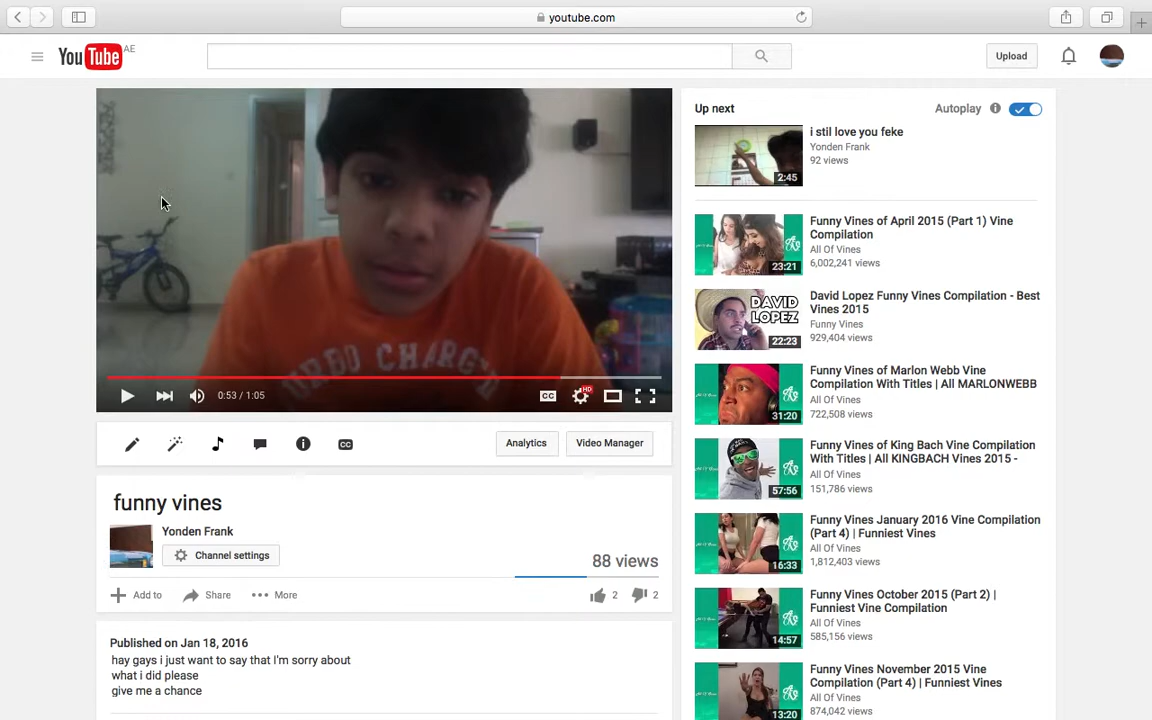 youtube.com
YouTube AE
Upload
Up next
Autoplay
i stil love you feke
Yonden Frank
92 views
2:45
Funny Vines of April 2015 (Part 1) Vine
Compilation
All Of Vines
6,002,241 views
23:21
David Lopez Funny Vines Compilation - Best
Vines 2015
Funny Vines
929,404 views
DAVID
LOPEZ
22:23
Funny Vines of Marlon Webb Vine
Compilation With Titles | All MARLONWEBB
All Of Vines
722,508 views
31:20
Funny Vines of King Bach Vine Compilation
With Titles | All KINGBACH Vines 2015 -
All Of Vines
151,786 views
57:56
Funny Vines January 2016 Vine Compilation
(Part 4) | Funniest Vines
All Of Vines
1,812,403 views
16:33
Funny Vines October 2015 (Part 2) |
Funniest Vine Compilation
All Of Vines
585,156 views
14:57
Funny Vines November 2015 Vine
Compilation (Part 4) | Funniest Vines
All Of Vines
874,042 views
13:20
CHARG
0:53 / 1:05
CC
HD
CC
Analytics
Video Manager
funny vines
Yonden Frank
Channel settings
88 views
Add to
Share
More
2
2
Published on Jan 18, 2016
hay gays i just want to say that I'm sorry about
what i did please
give me a chance